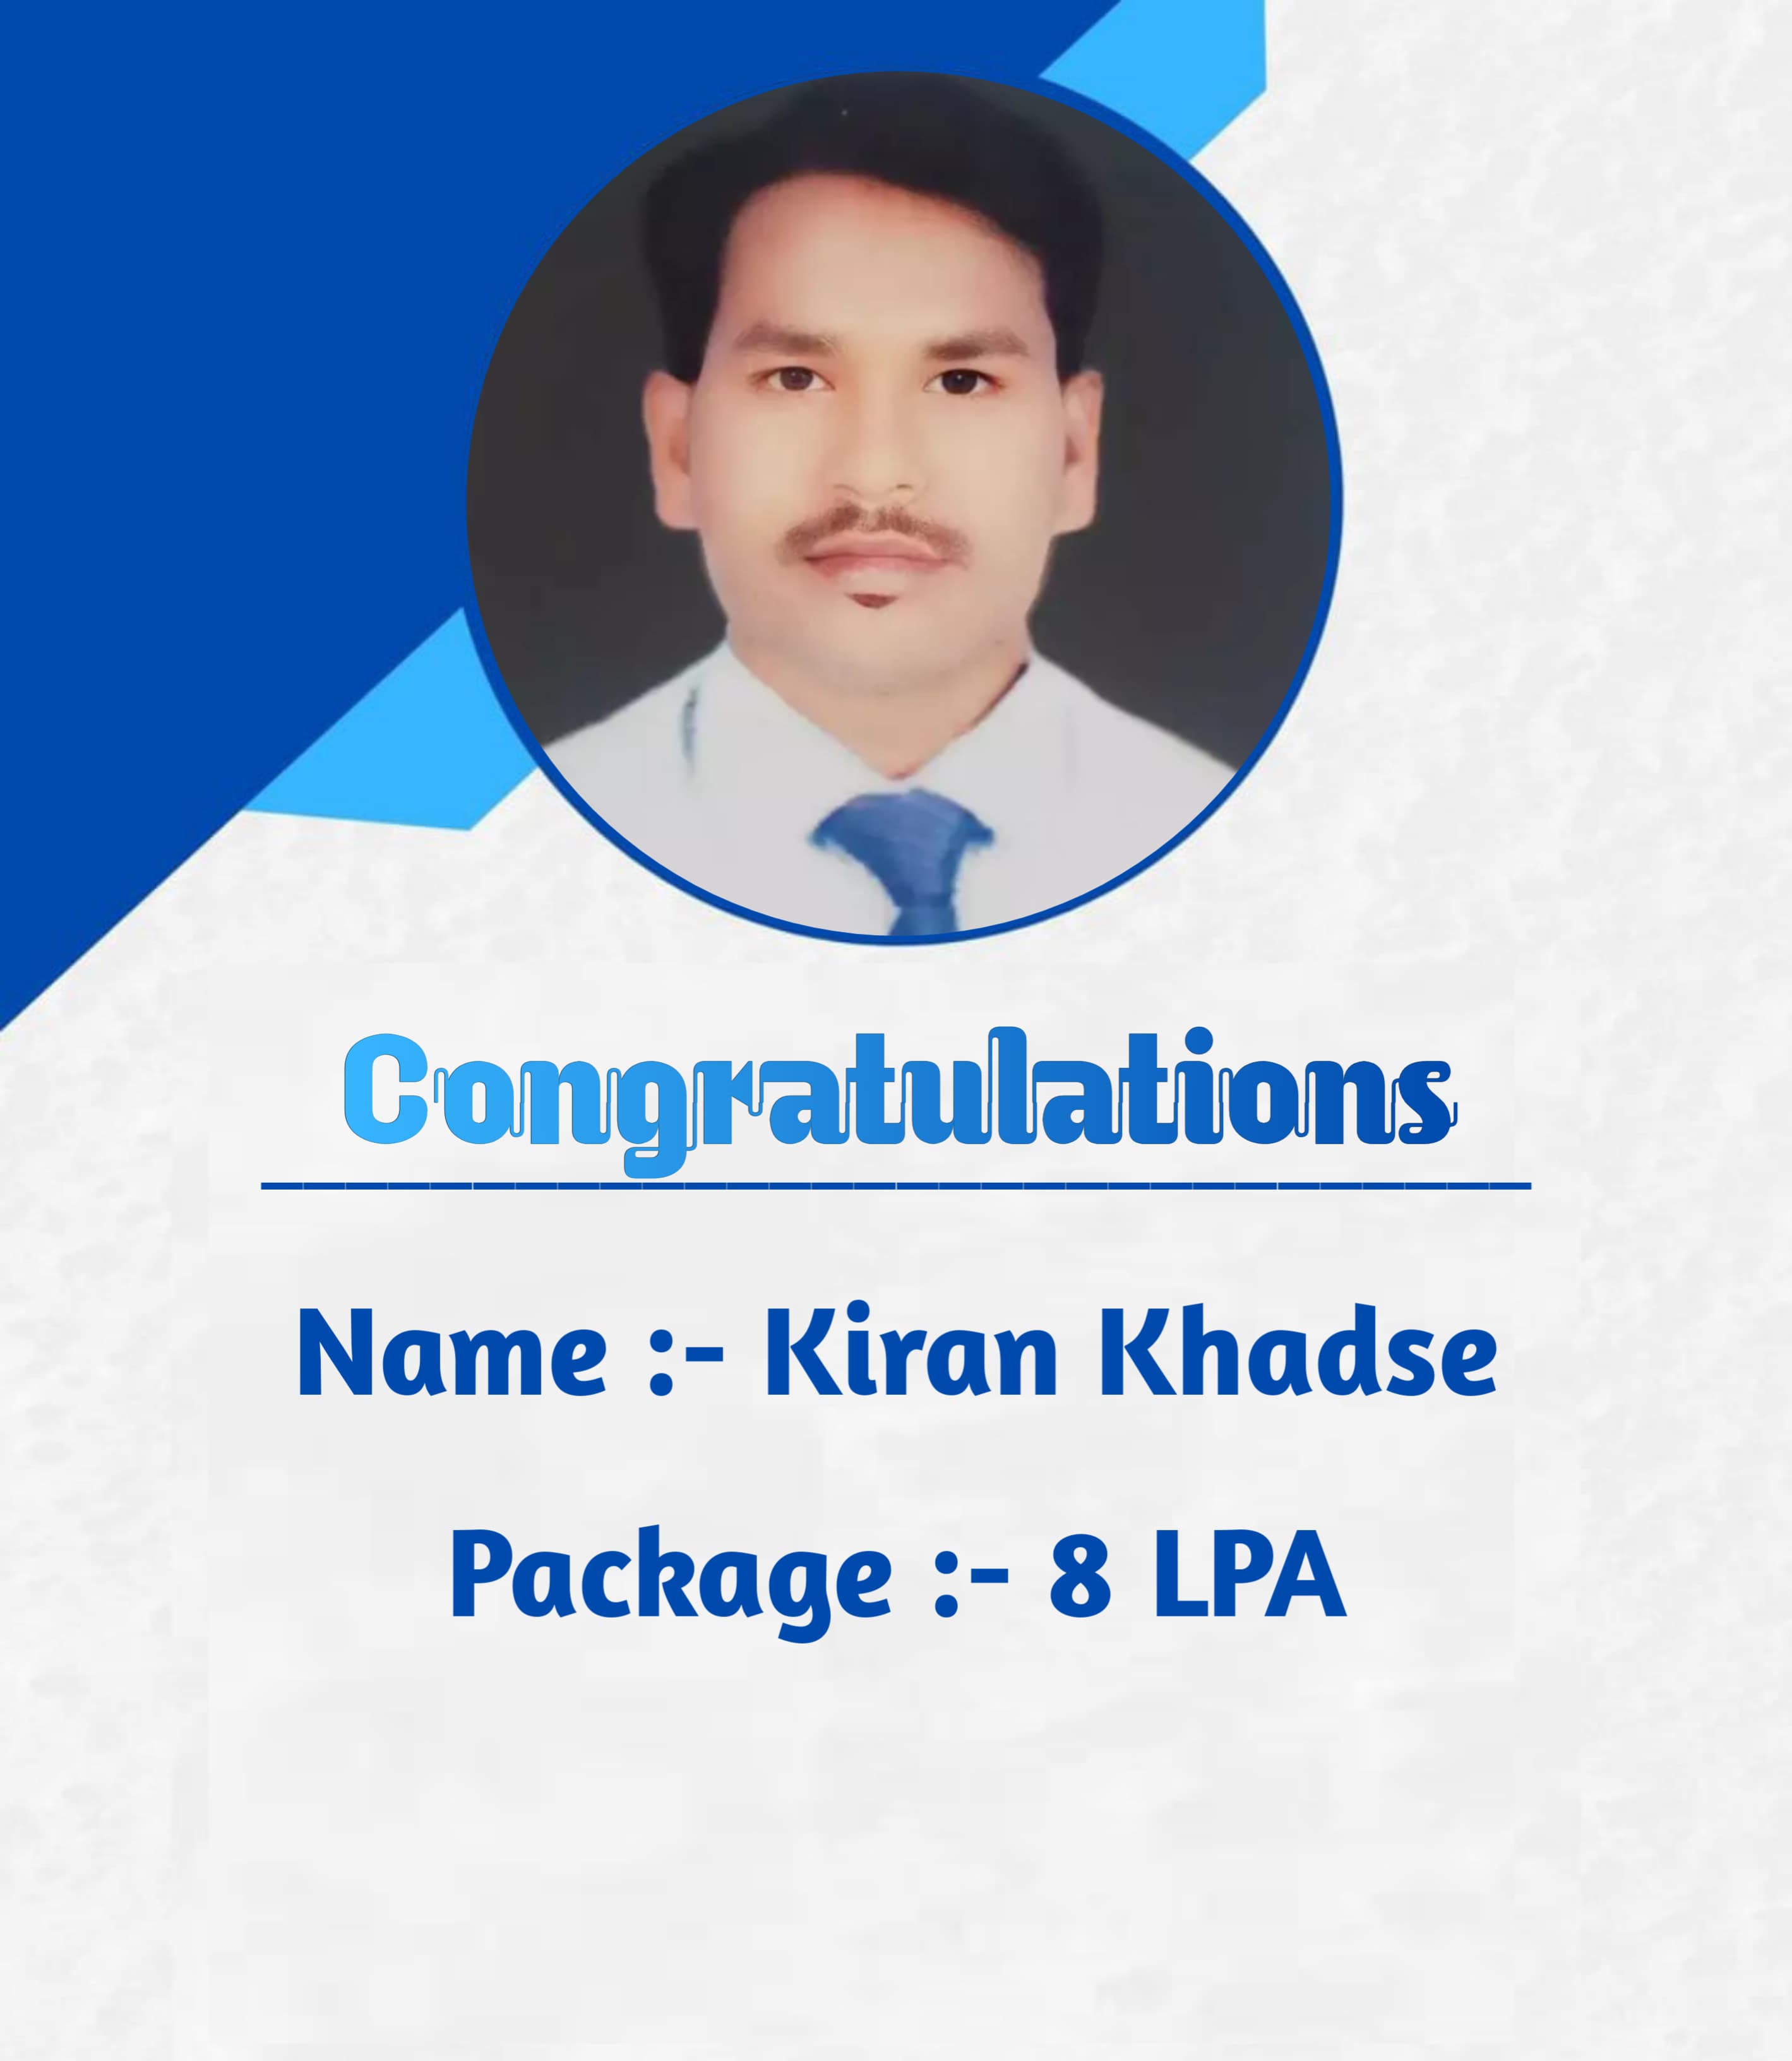 Congratulations
Name :- Kiran Khadse
Package :- 8 LPA